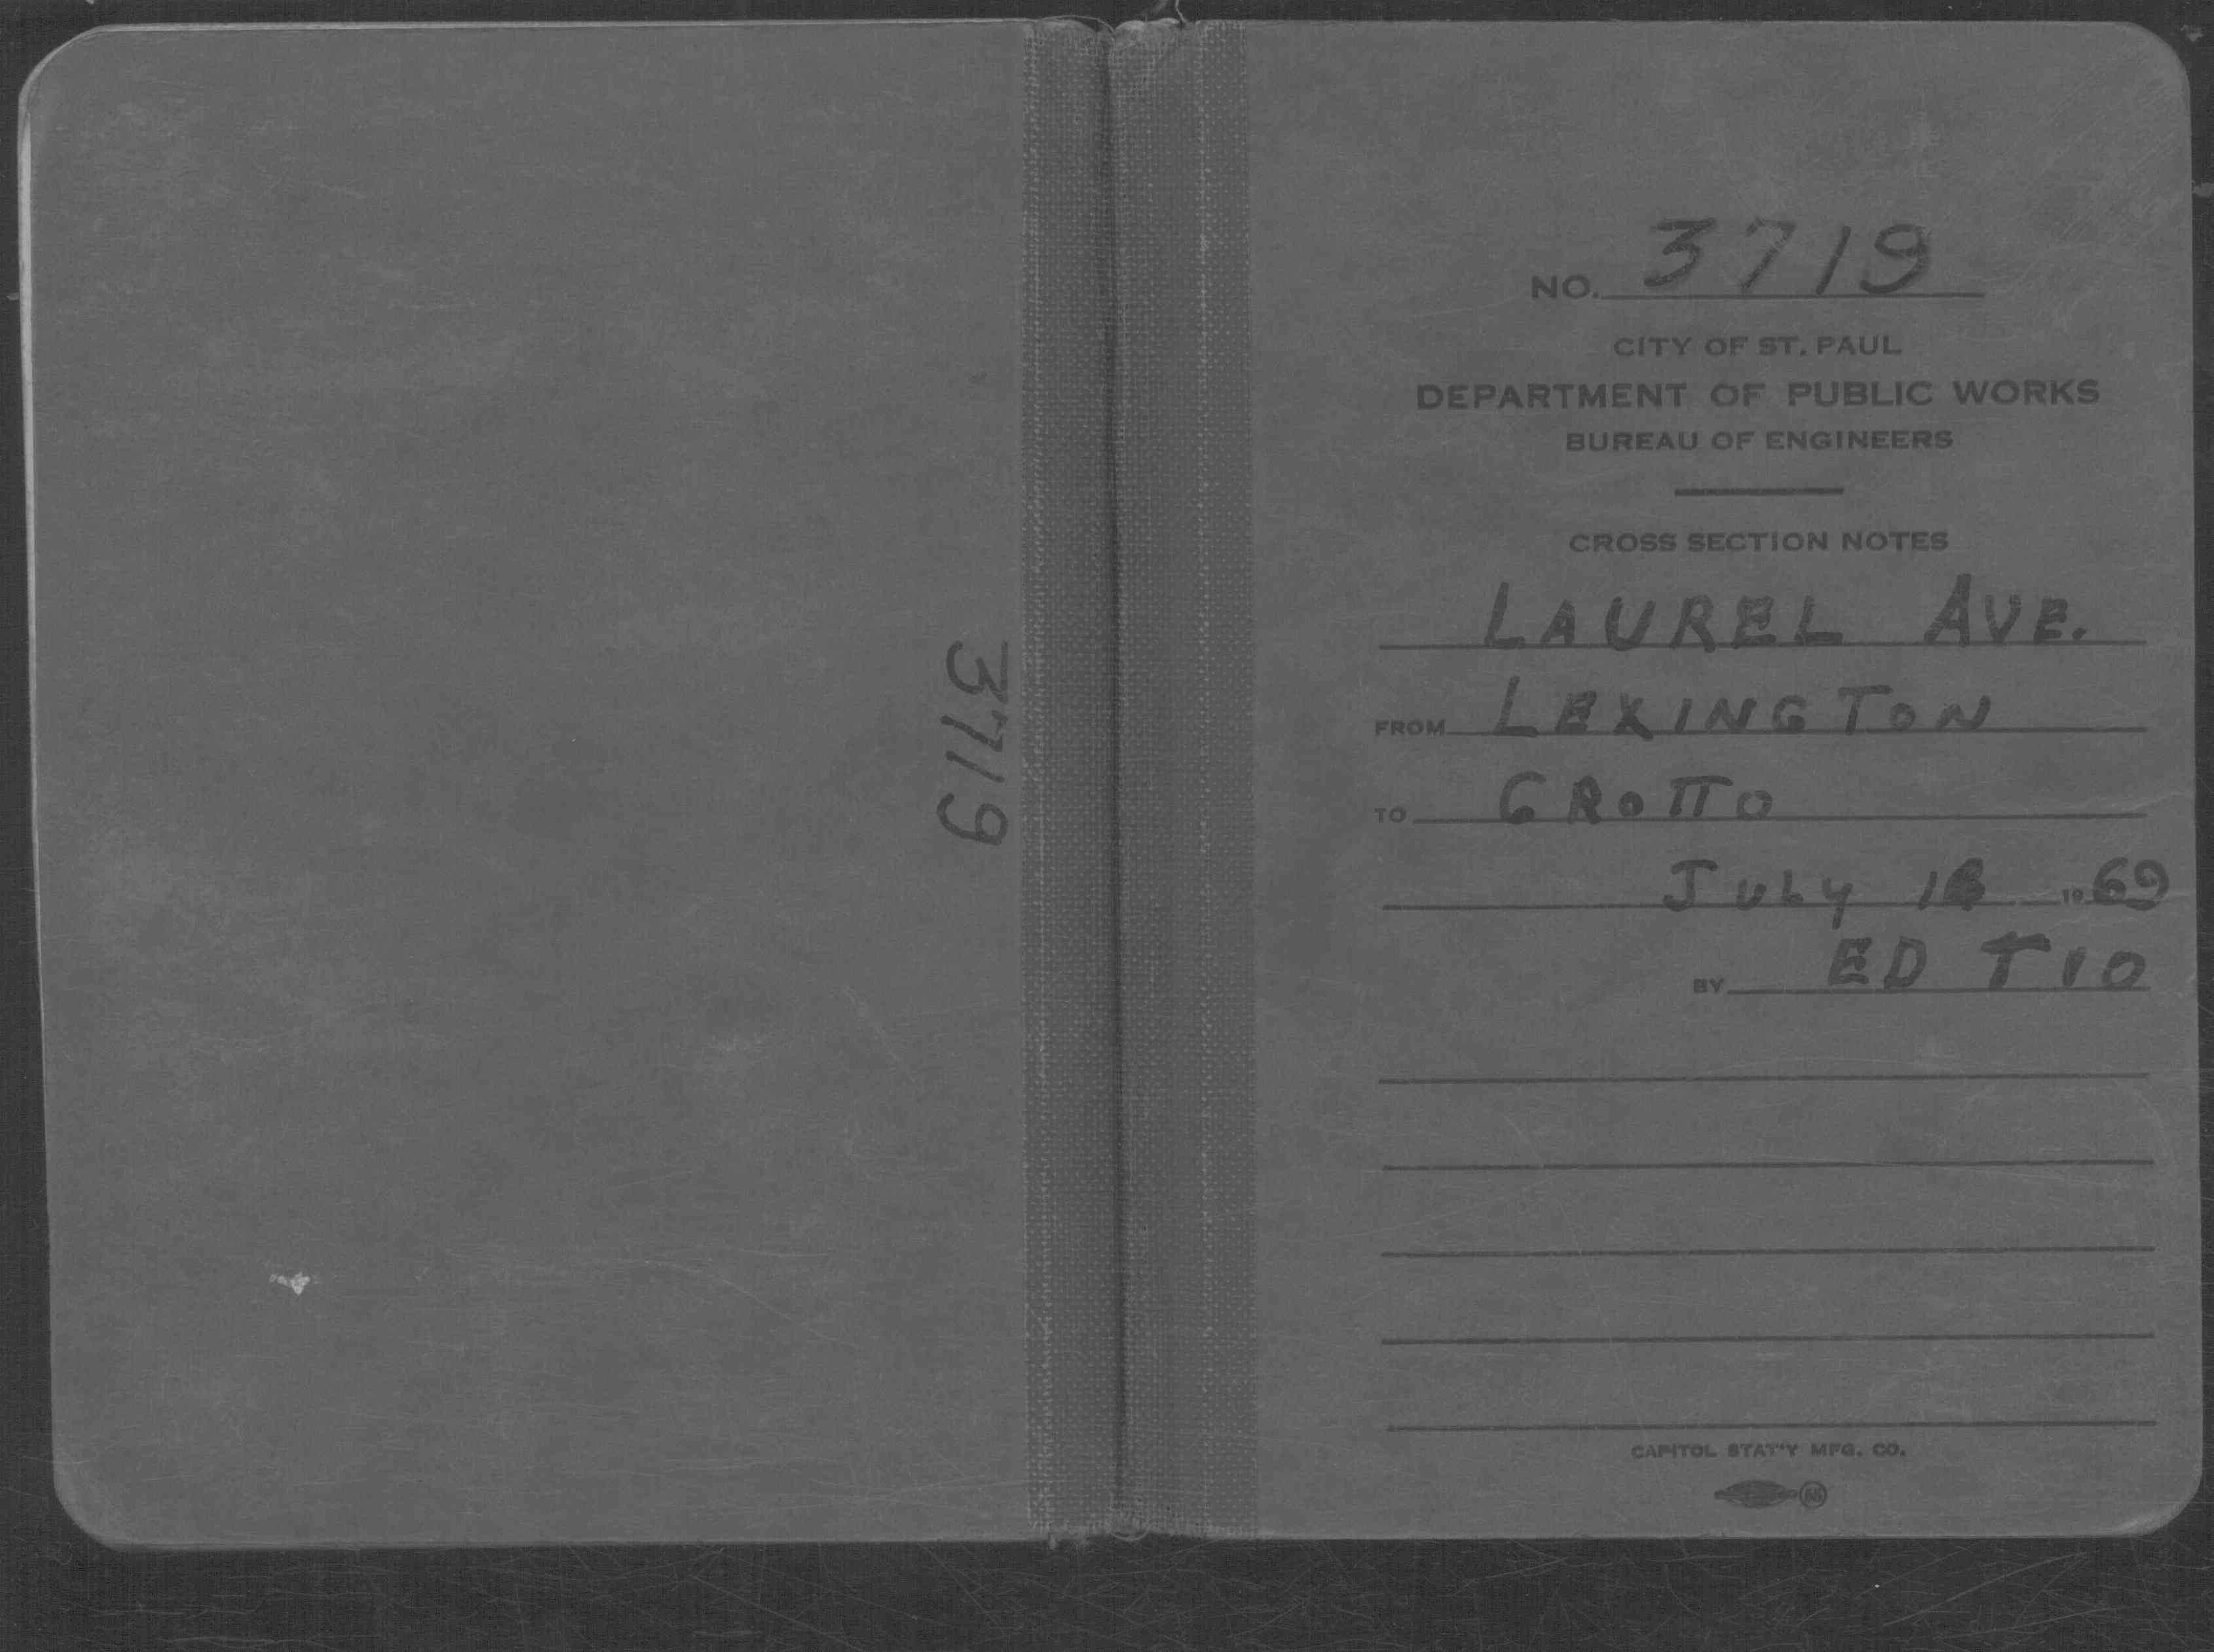 3719
NO. 3719
CITY OF ST. PAUL
DEPARTMENT OF PUBLIC WORKS
BUREAU OF ENGINEERS
CROSS SECTION NOTES
LAUREL AVE.
FROM LEXINGTON
TO GROTTO
JULY 1969
BY ED TIO
CAPITOL STAT'Y MFG. CO.